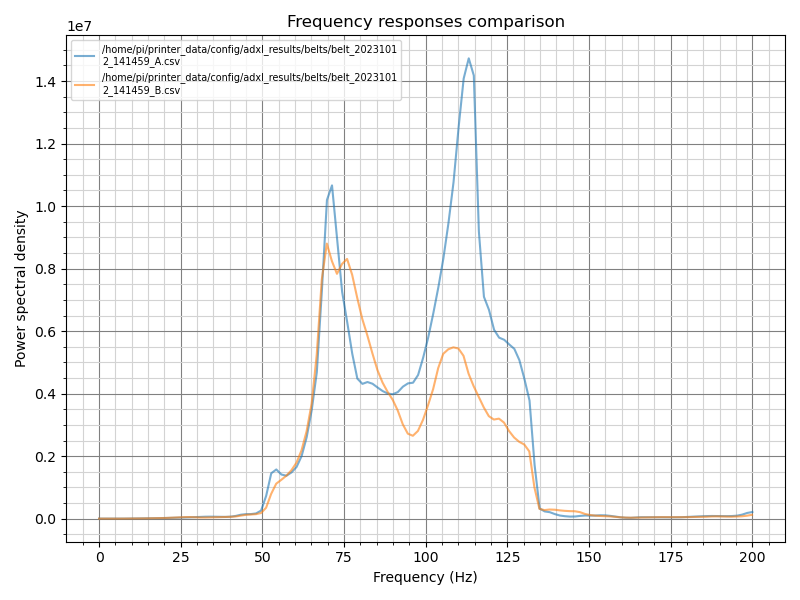 Frequency responses comparison
1e7
/home/pi/printer_data/config/adxl_results/belts/belt_2023101
2_141459_A.csv
/home/pi/printer_data/config/adxl_results/belts/belt_2023101
2_141459_B.csv
1.4
1.2
1.0
0.8
0.6
0.4
0.2
0.0
Power spectral density
0 25 50 75 100 125 150 175 200
Frequency (Hz)